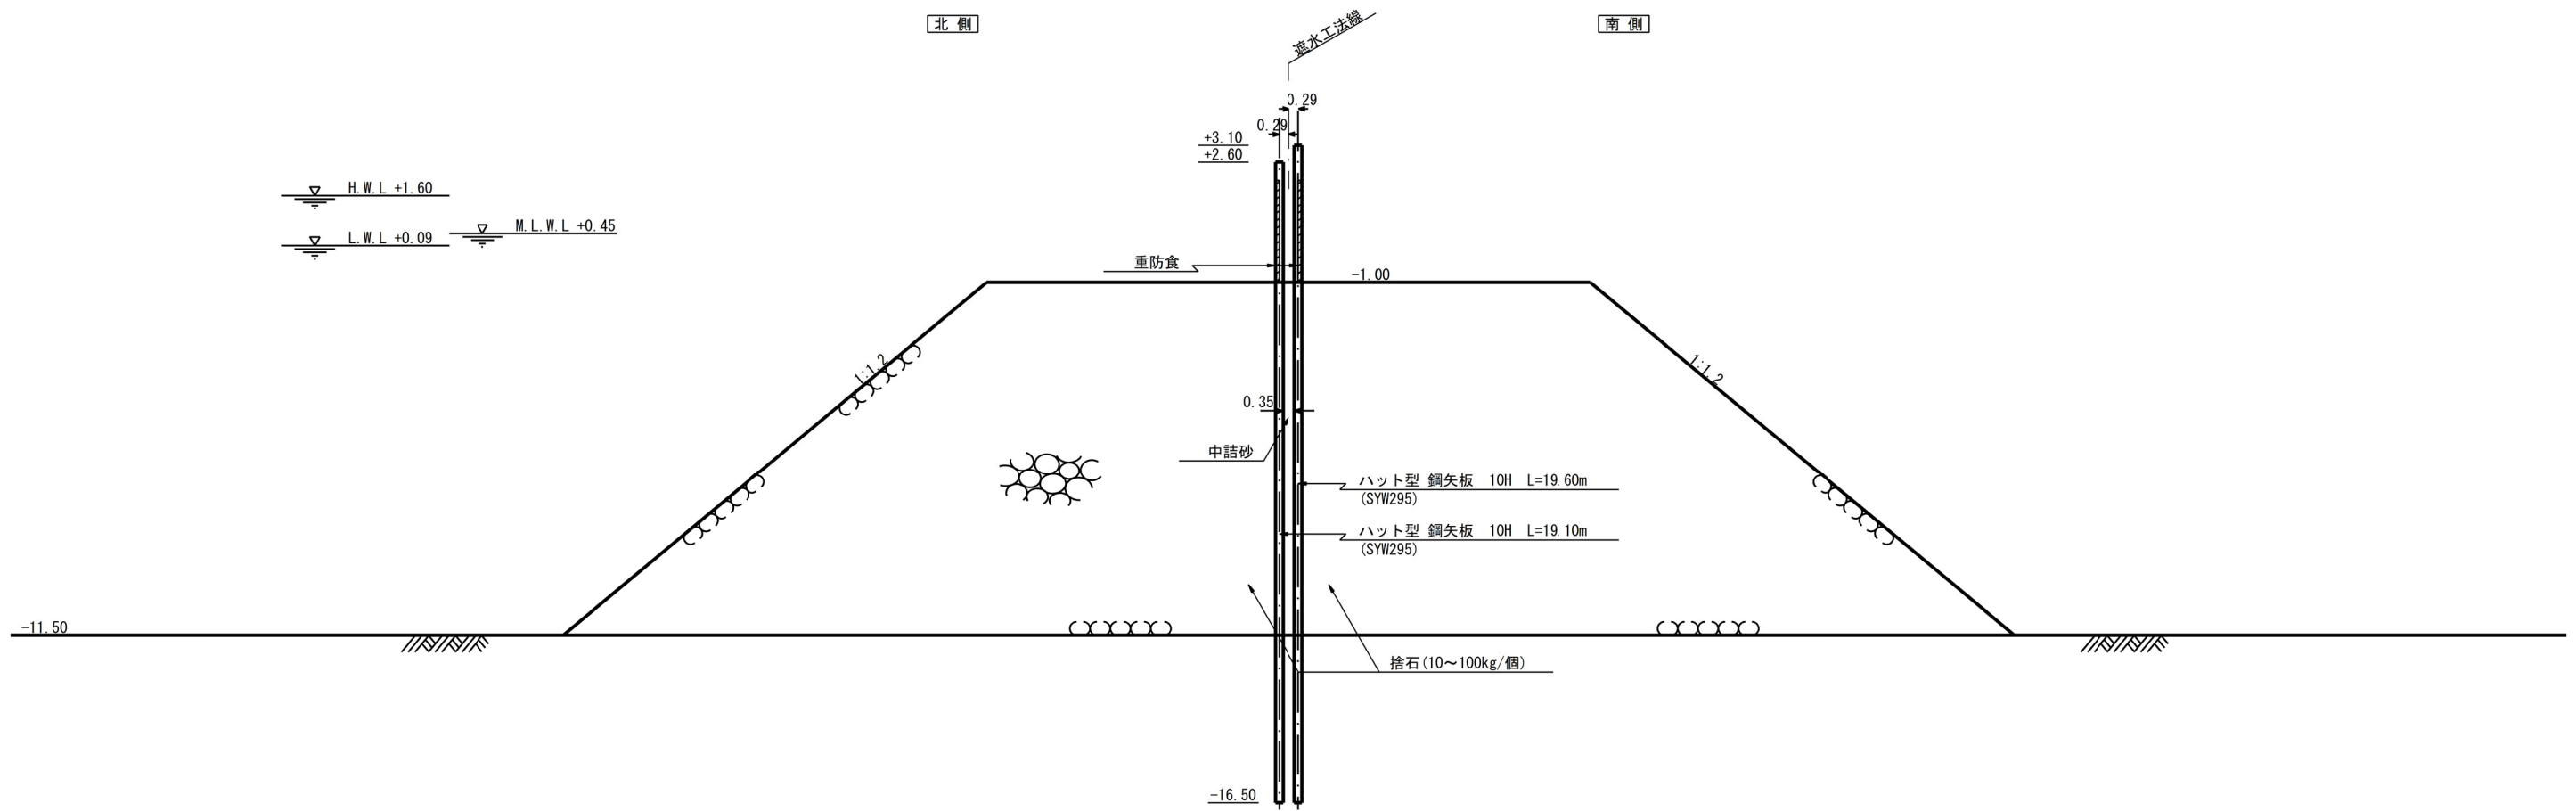 北 側
南 側
遮水工法線
0.29
0.29
+3.10
+2.60
H.W.L +1.60
M.L.W.L +0.45
L.W.L +0.09
重防食
-1.00
1:1.2
1:1.2
0.35
中詰砂
ハット型 鋼矢板 10H L=19.60m
(SYW295)
ハット型 鋼矢板 10H L=19.10m
(SYW295)
-11.50
捨石(10～100kg/個)
-16.50